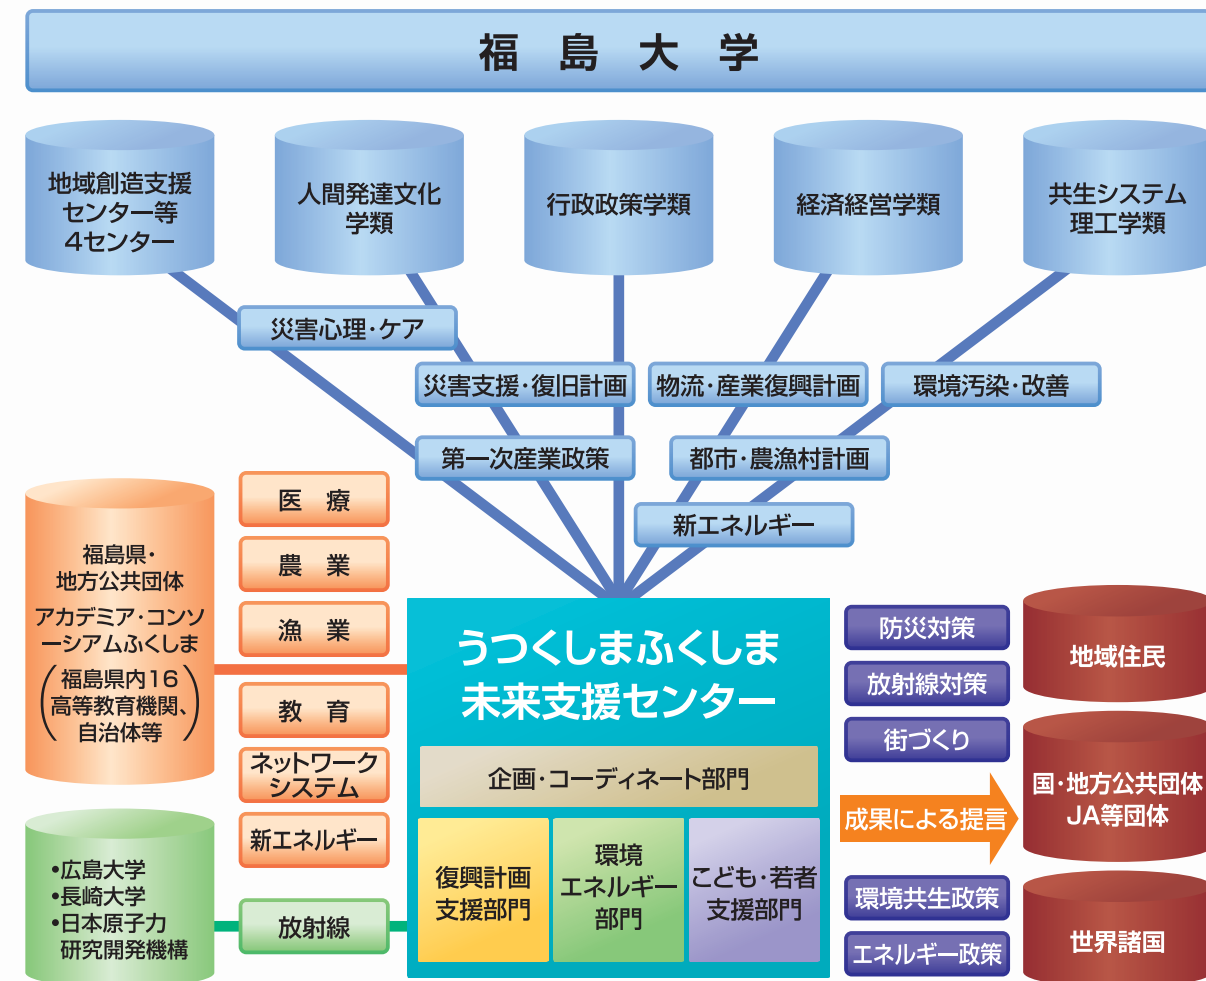 福島大学
地域創造支援
センター等
4センター
人間発達文化
学類
行政政策学類
経済経営学類
共生システム
理工学類
災害心理・ケア
災害支援・復旧計画
物流・産業復興計画
環境汚染・改善
第一次産業政策
都市・農漁村計画
新エネルギー
福島県・
地方公共団体
アカデミア・コンソ
ーシアムふくしま
(福島県内16
高等教育機関、
自治体等)
医 療
農 業
漁 業
教 育
ネットワーク
システム
新エネルギー
•広島大学
•長崎大学
•日本原子力
研究開発機構
放射線
うつくしまふくしま
未来支援センター
企画・コーディネート部門
復興計画
支援部門
環境
エネルギー
部門
こども・若者
支援部門
防災対策
放射線対策
街づくり
成果による提言
環境共生政策
エネルギー政策
地域住民
国・地方公共団体
JA等団体
世界諸国